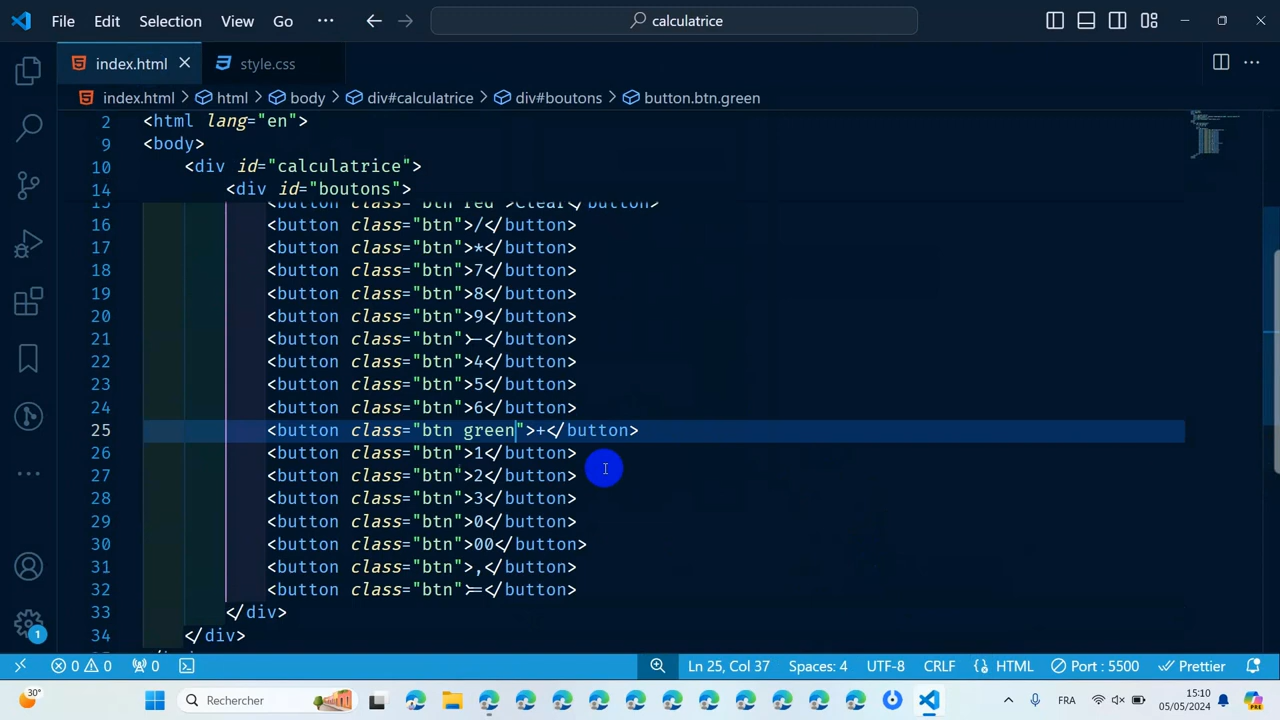 File Edit Selection View Go ··· calculatrice
index.html style.css
index.html > html > body > div#calculatrice > div#boutons > button.btn.green
2 <html lang="en">
9 <body>
10 <div id="calculatrice">
14 <div id="boutons">
15 <button class="btn red">Clear</button>
16 <button class="btn">/</button>
17 <button class="btn">*</button>
18 <button class="btn">7</button>
19 <button class="btn">8</button>
20 <button class="btn">9</button>
21 <button class="btn">-</button>
22 <button class="btn">4</button>
23 <button class="btn">5</button>
24 <button class="btn">6</button>
25 <button class="btn green">+</button>
26 <button class="btn">1</button>
27 <button class="btn">2</button>
28 <button class="btn">3</button>
29 <button class="btn">0</button>
30 <button class="btn">00</button>
31 <button class="btn">,</button>
32 <button class="btn">=</button>
33 </div>
34 </div>
1 0 0 0 Ln 25, Col 37 Spaces: 4 UTF-8 CRLF HTML Port : 5500 Prettier
30° Rechercher FRA 15:10
05/05/2024